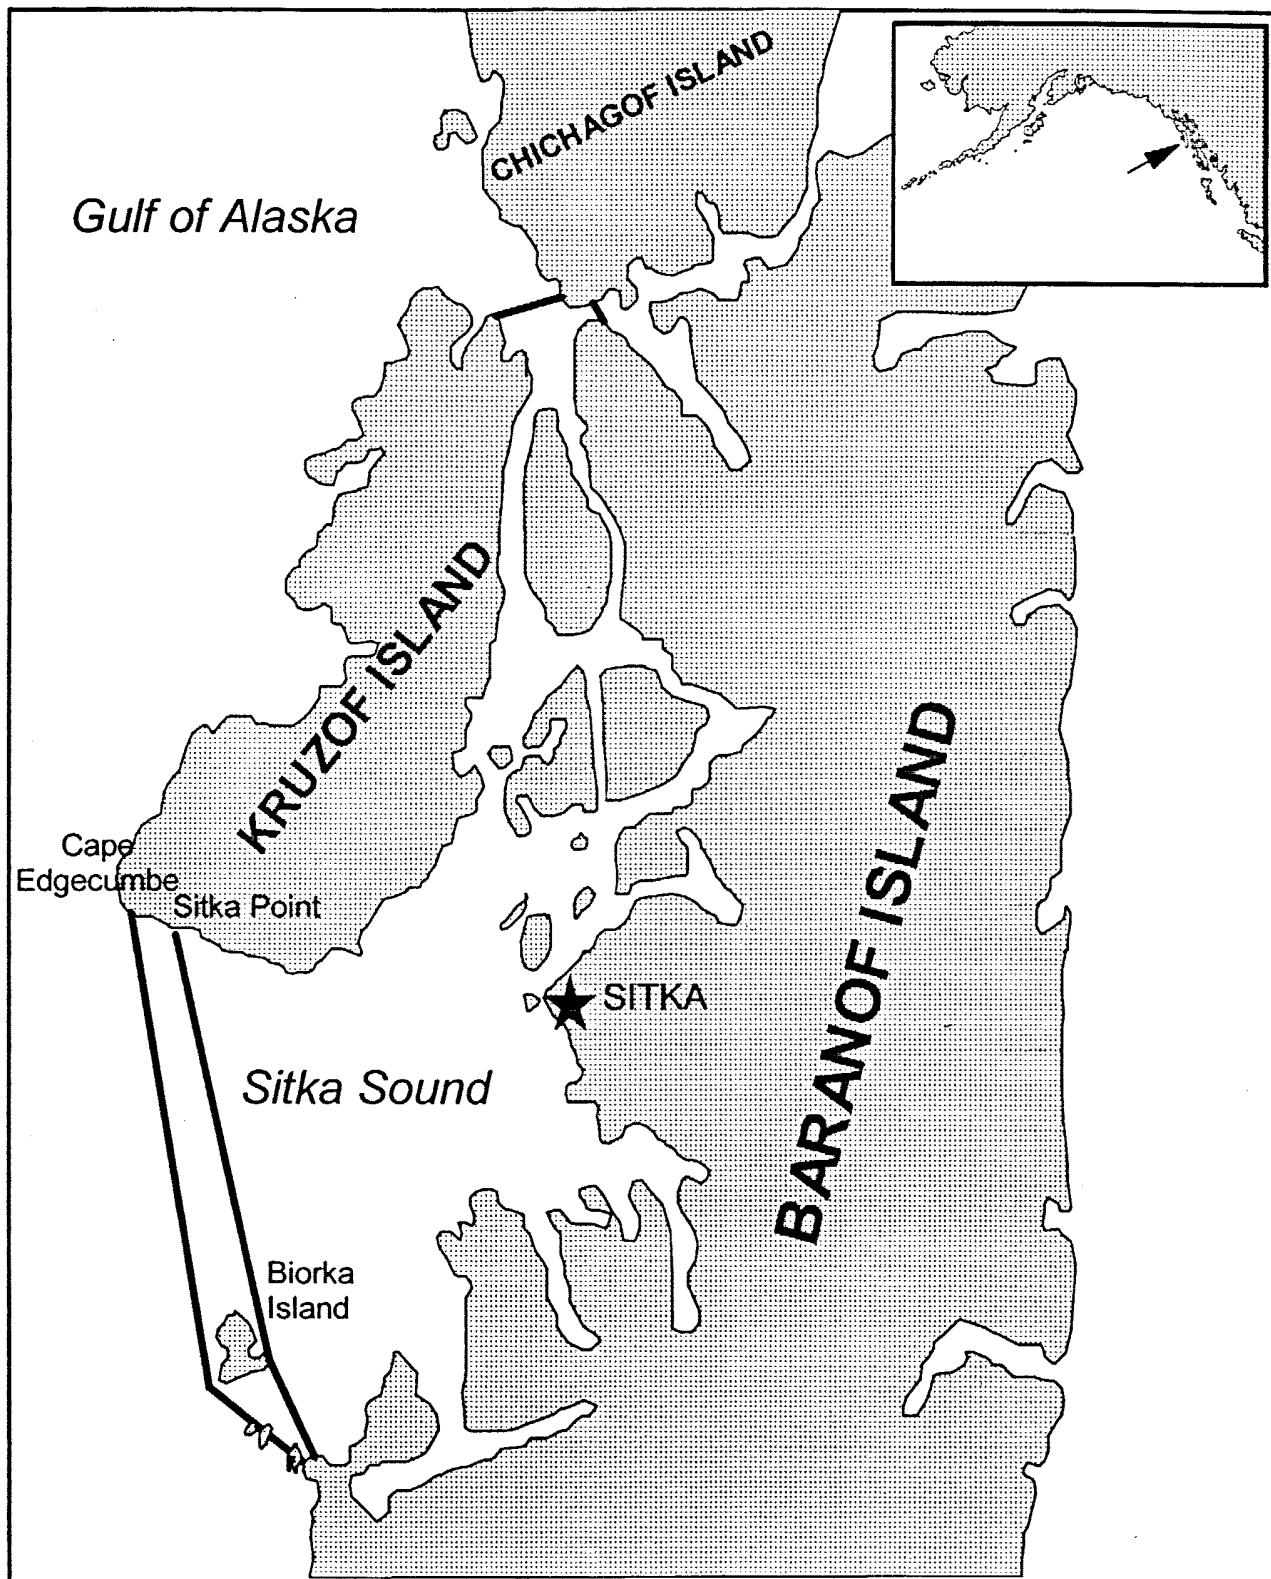 CHICHAGOF ISLAND
Gulf of Alaska
KRUZOF ISLAND
Cape
Edgecumbe
Sitka Point
SITKA
BARANOF ISLAND
Sitka Sound
Biorka
Island